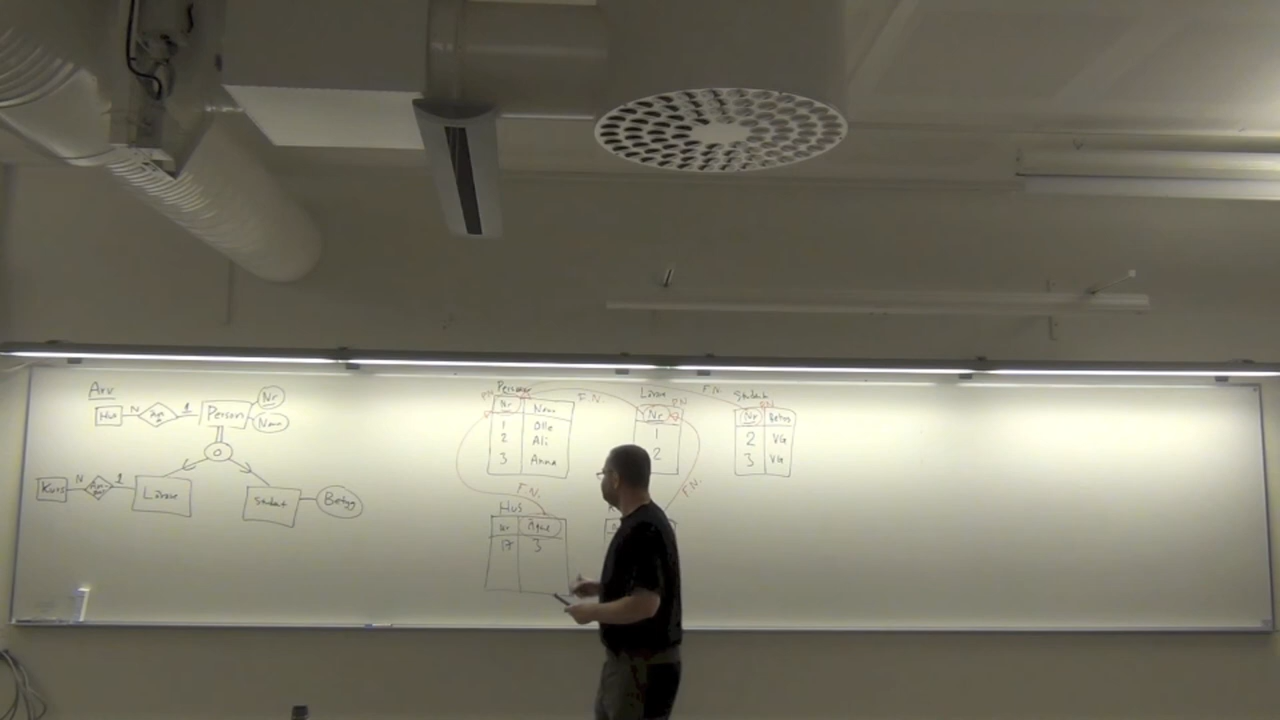 Arv
Hus N 1 Person Nr
Namn
O
Kurs N 1 Lärare Student Betyg
Person
Nr Namn
1 Olle
2 Ali
3 Anna
F.N.
Lärare P.N.
Nr
1
2
F.N.
Student
Nr Betyg
2 VG
3 VG
F.N.
F.N.
Hus
Nr Ägare
17 3